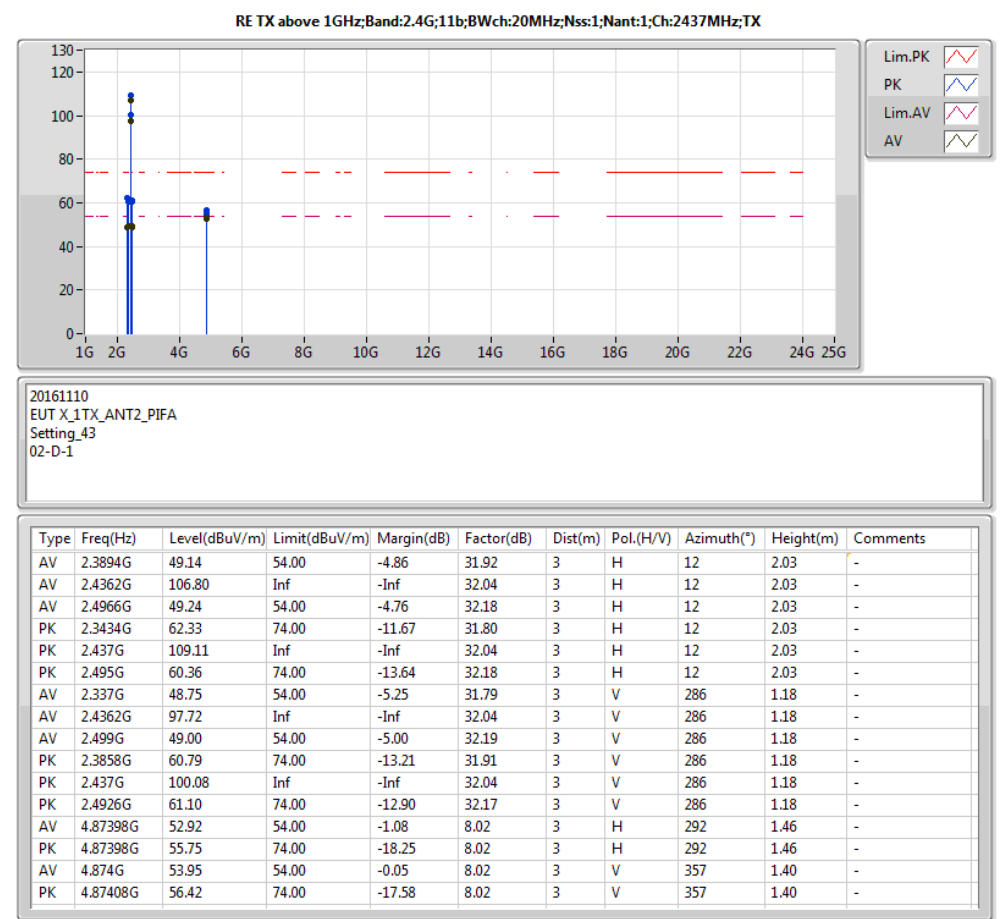 RE TX above 1GHz;Band:2.4G;11b;BWch:20MHz;Nss:1;Nant:1;Ch:2437MHz;TX
130
120
100
80
60
40
20
0
1G 2G 4G 6G 8G 10G 12G 14G 16G 18G 20G 22G 24G 25G
Lim.PK
PK
Lim.AV
AV
20161110
EUT X_1TX_ANT2_PIFA
Setting_43
02-D-1
Type Freq(Hz) Level(dBuV/m) Limit(dBuV/m) Margin(dB) Factor(dB) Dist(m) Pol.(H/V) Azimuth(°) Height(m) Comments
AV 2.3894G 49.14 54.00 -4.86 31.92 3 H 12 2.03 -
AV 2.4362G 106.80 Inf -Inf 32.04 3 H 12 2.03 -
AV 2.4966G 49.24 54.00 -4.76 32.18 3 H 12 2.03 -
PK 2.3434G 62.33 74.00 -11.67 31.80 3 H 12 2.03 -
PK 2.437G 109.11 Inf -Inf 32.04 3 H 12 2.03 -
PK 2.495G 60.36 74.00 -13.64 32.18 3 H 12 2.03 -
AV 2.337G 48.75 54.00 -5.25 31.79 3 V 286 1.18 -
AV 2.4362G 97.72 Inf -Inf 32.04 3 V 286 1.18 -
AV 2.499G 49.00 54.00 -5.00 32.19 3 V 286 1.18 -
PK 2.3858G 60.79 74.00 -13.21 31.91 3 V 286 1.18 -
PK 2.437G 100.08 Inf -Inf 32.04 3 V 286 1.18 -
PK 2.4926G 61.10 74.00 -12.90 32.17 3 V 286 1.18 -
AV 4.87398G 52.92 54.00 -1.08 8.02 3 H 292 1.46 -
PK 4.87398G 55.75 74.00 -18.25 8.02 3 H 292 1.46 -
AV 4.874G 53.95 54.00 -0.05 8.02 3 V 357 1.40 -
PK 4.87408G 56.42 74.00 -17.58 8.02 3 V 357 1.40 -